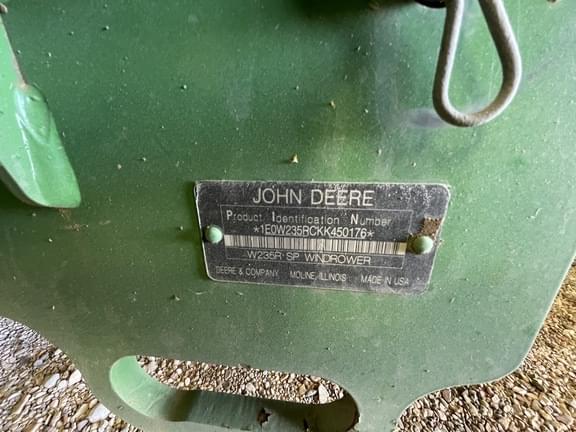 JOHN DEERE
Product Identification Number
*1E0W235RCKK450176*
W235R SP WINDROWER
DEERE & COMPANY MOLINE, ILLINOIS MADE IN USA